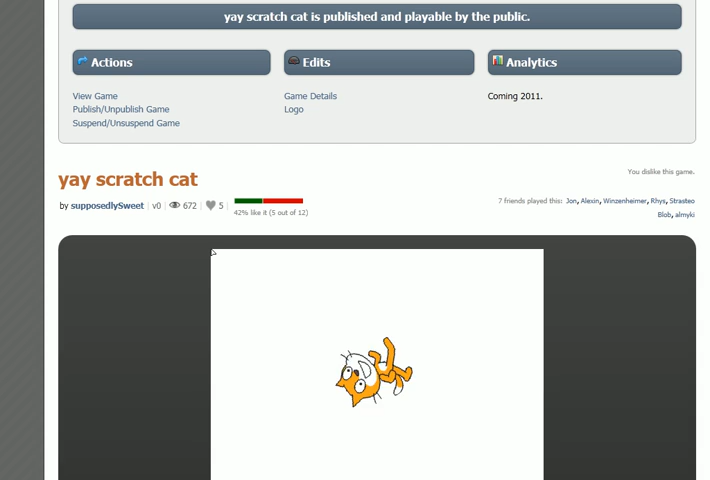 yay scratch cat is published and playable by the public.
Actions
Edits
Analytics
View Game
Game Details
Coming 2011.
Publish/Unpublish Game
Logo
Suspend/Unsuspend Game
yay scratch cat
You dislike this game.
by supposedlySweet | v0 | 672 | 5 |
42% like it (5 out of 12)
7 friends played this: Jon, Alexin, Winzenheimer, Rhys, Strasteo
Blob, almyki